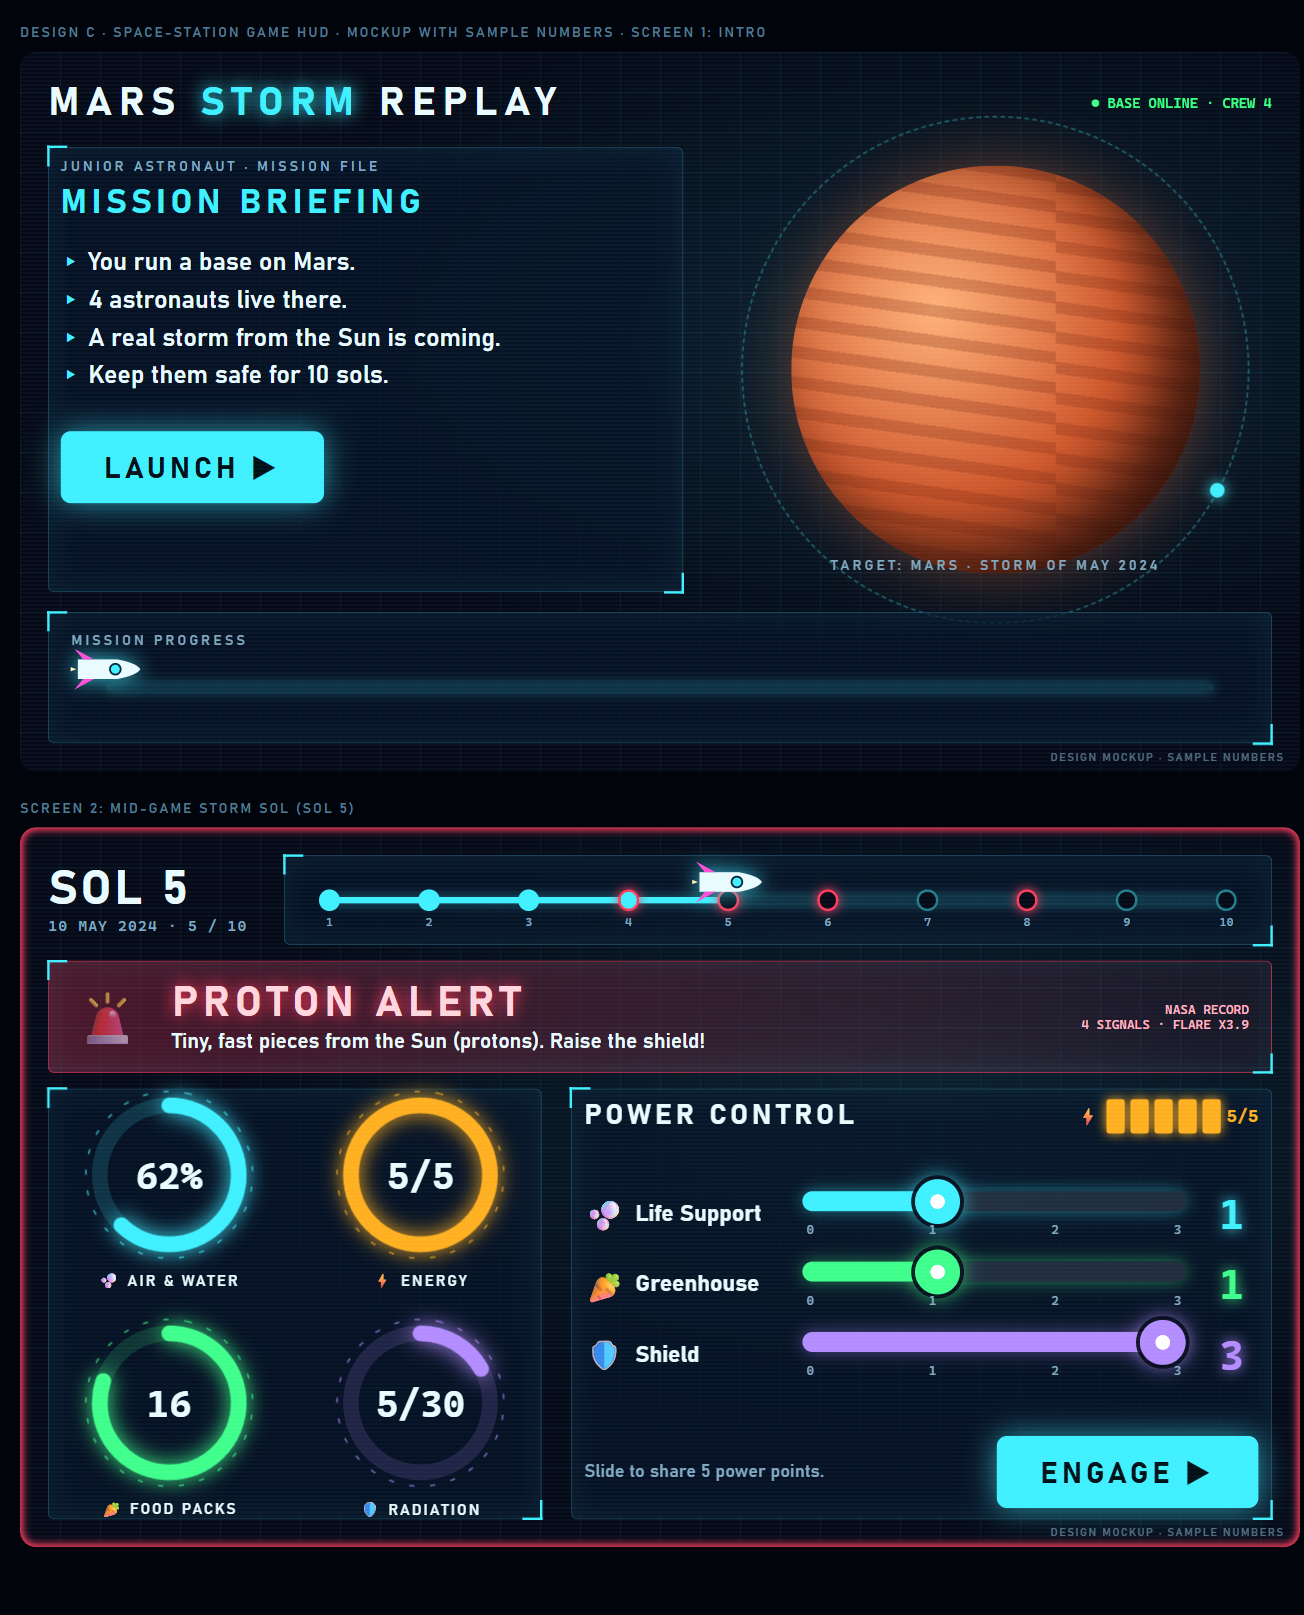 DESIGN C · SPACE-STATION GAME HUD · MOCKUP WITH SAMPLE NUMBERS · SCREEN 1: INTRO
MARS STORM REPLAY
● BASE ONLINE · CREW 4
JUNIOR ASTRONAUT · MISSION FILE
MISSION BRIEFING
▸ You run a base on Mars.
▸ 4 astronauts live there.
▸ A real storm from the Sun is coming.
▸ Keep them safe for 10 sols.
LAUNCH ▶
TARGET: MARS · STORM OF MAY 2024
MISSION PROGRESS
DESIGN MOCKUP · SAMPLE NUMBERS
SCREEN 2: MID-GAME STORM SOL (SOL 5)
SOL 5
10 MAY 2024 · 5 / 10
1 2 3 4 5 6 7 8 9 10
PROTON ALERT
Tiny, fast pieces from the Sun (protons). Raise the shield!
NASA RECORD
4 SIGNALS · FLARE X3.9
62%
AIR & WATER
5/5
ENERGY
16
FOOD PACKS
5/30
RADIATION
POWER CONTROL
5/5
Life Support
0 1 2 3
1
Greenhouse
0 1 2 3
1
Shield
0 1 2 3
3
Slide to share 5 power points.
ENGAGE ▶
DESIGN MOCKUP · SAMPLE NUMBERS